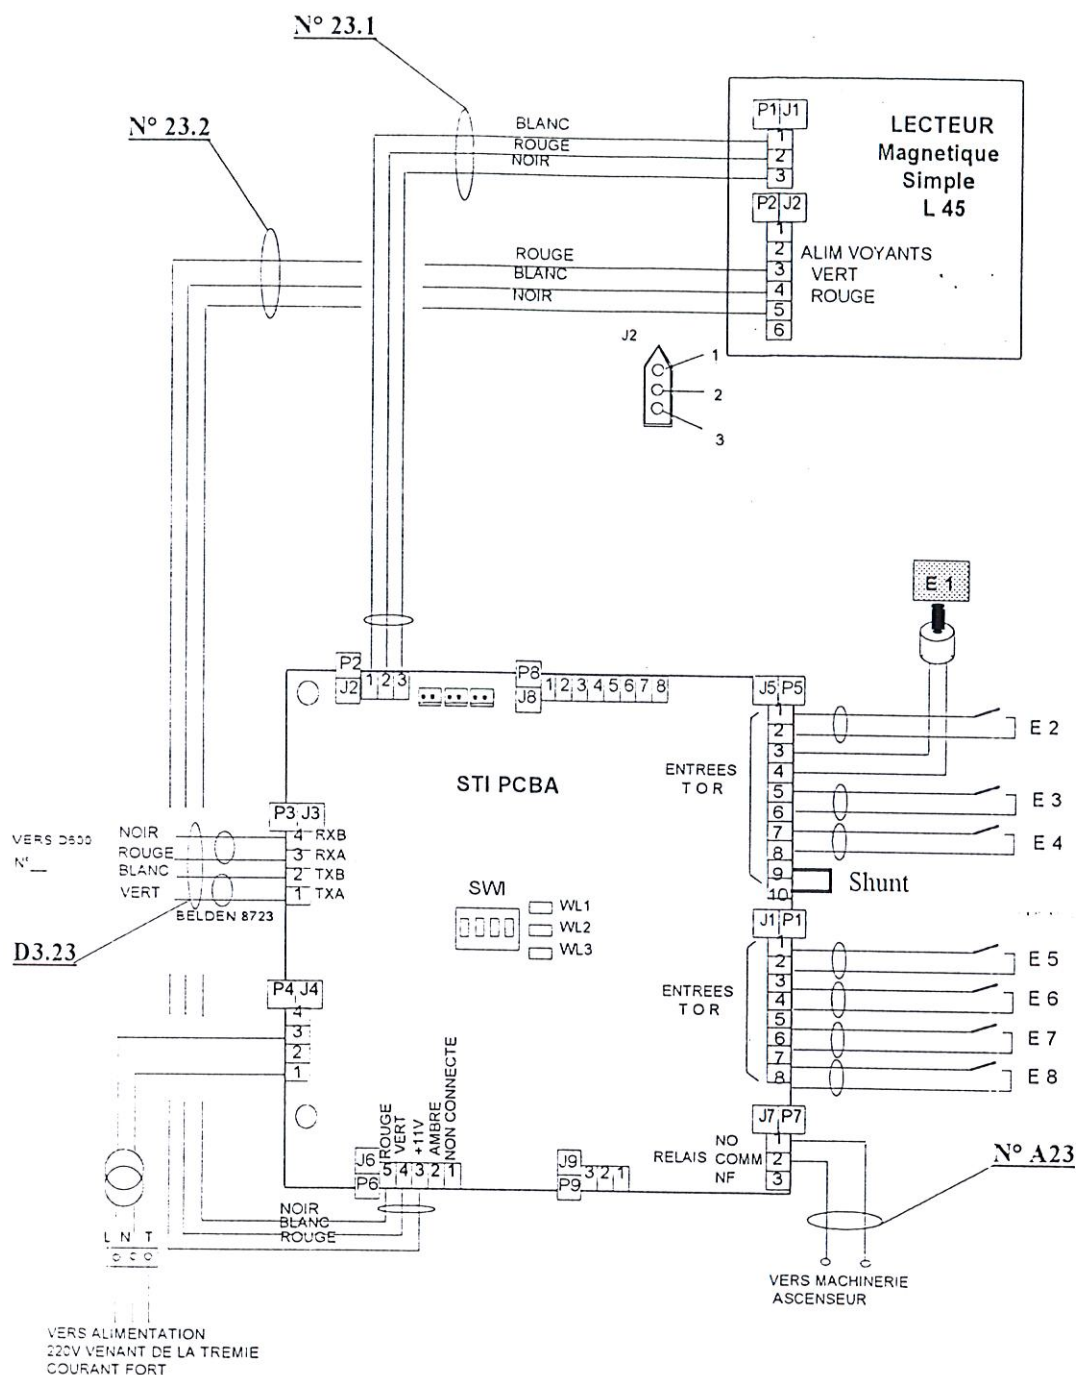 N° 23.1
N° 23.2
BLANC
ROUGE
NOIR
P1 J1
1
2
3
LECTEUR
Magnetique
Simple
L 45
P2 J2
1
2 ALIM VOYANTS
3 VERT
4 ROUGE
5
6
ROUGE
BLANC
NOIR
J2
1
2
3
E 1
P2
J2
1 2 3
P8
J8
1 2 3 4 5 6 7 8
J5 P5
1
2
3
4
5
6
7
8
9
10
ENTREES
T O R
E 2
E 3
E 4
Shunt
STI PCBA
P3 J3
VERS D600
N°__
NOIR 4 RXB
ROUGE 3 RXA
BLANC 2 TXB
VERT 1 TXA
BELDEN 8723
D3.23
SWI
WL1
WL2
WL3
J1 P1
1
2
3
4
5
6
7
8
ENTREES
T O R
E 5
E 6
E 7
E 8
P4 J4
4
3
2
1
ROUGE
VERT
+11V
AMBRE
NON CONNECTE
J6
P6
5 4 3 2 1
J9
P9
3 2 1
J7 P7
NO 1
RELAIS COMM 2
NF 3
N° A23
NOIR
BLANC
ROUGE
L N T
VERS MACHINERIE
ASCENSEUR
VERS ALIMENTATION
220V VENANT DE LA TREMIE
COURANT FORT